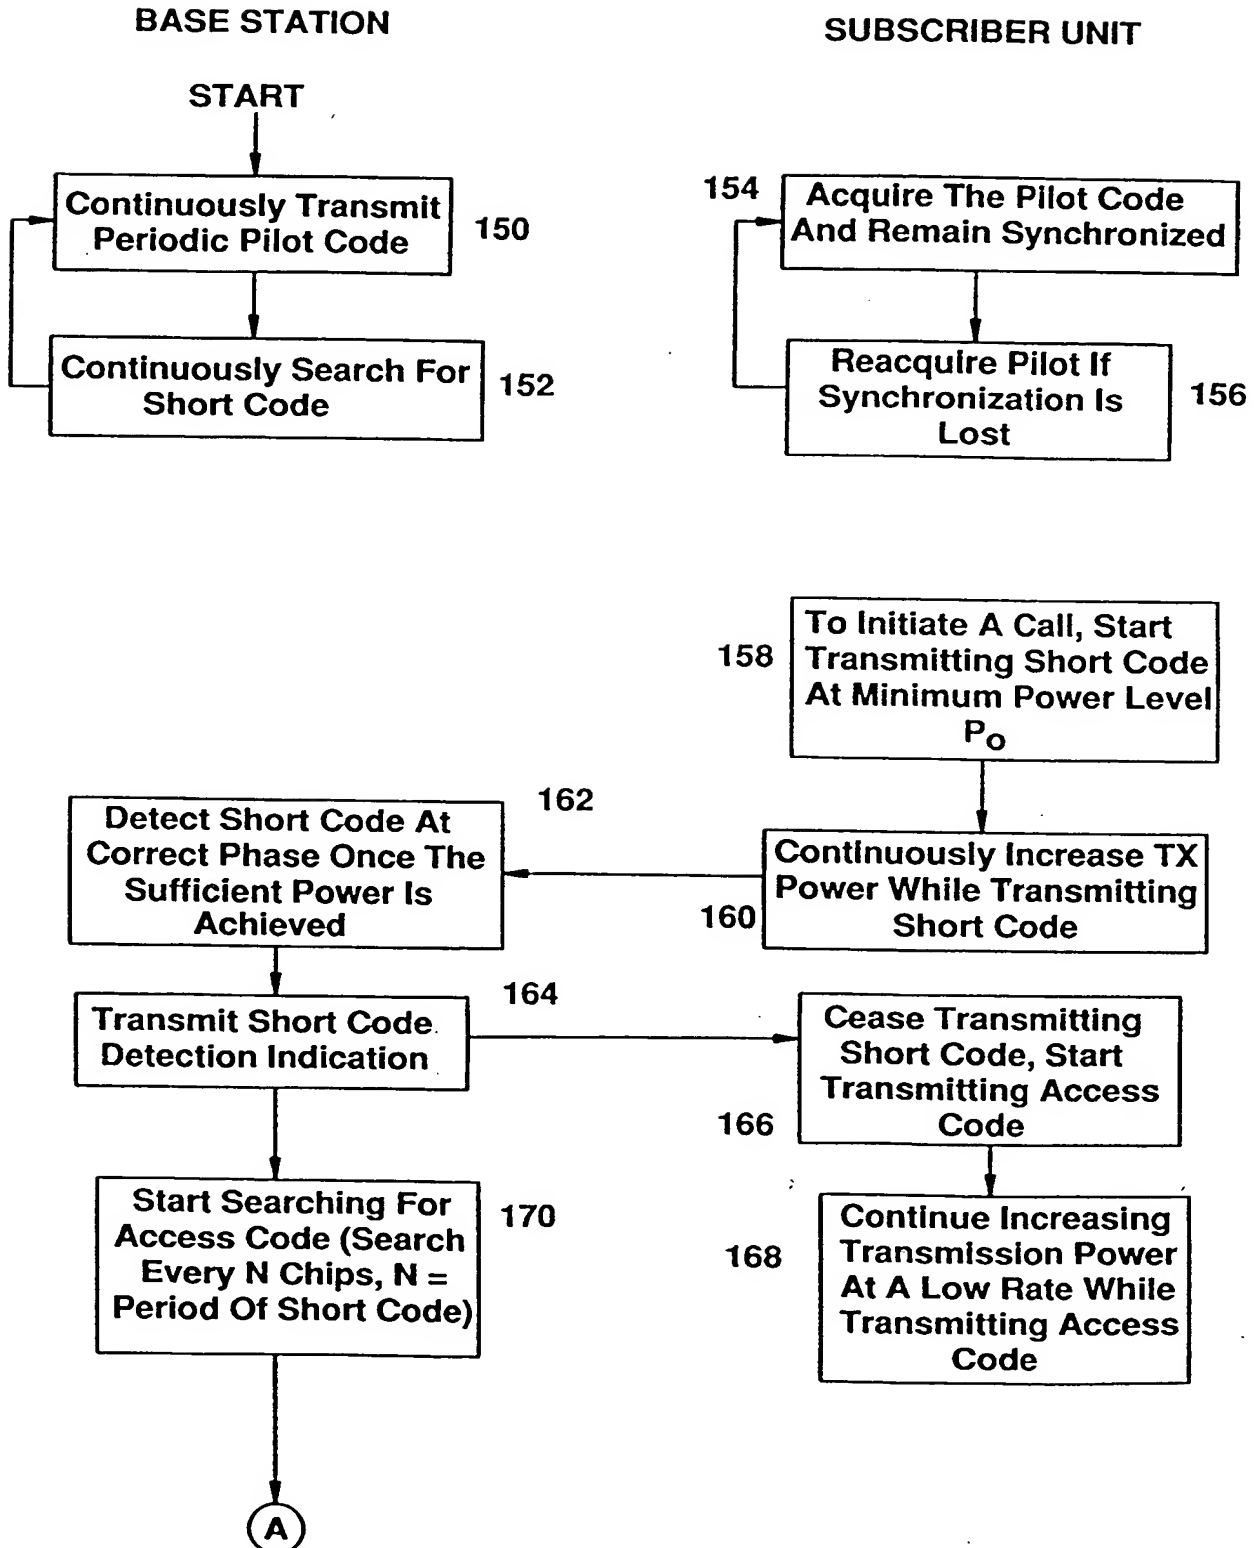 BASE STATION
SUBSCRIBER UNIT
START
Continuously Transmit
Periodic Pilot Code
150
Continuously Search For
Short Code
152
154
Acquire The Pilot Code
And Remain Synchronized
Reacquire Pilot If
Synchronization Is
Lost
156
158
To Initiate A Call, Start
Transmitting Short Code
At Minimum Power Level
Po
162
Detect Short Code At
Correct Phase Once The
Sufficient Power Is
Achieved
Continuously Increase TX
Power While Transmitting
Short Code
160
164
Transmit Short Code
Detection Indication
Cease Transmitting
Short Code, Start
Transmitting Access
Code
166
Start Searching For
Access Code (Search
Every N Chips, N =
Period Of Short Code)
170
168
Continue Increasing
Transmission Power
At A Low Rate While
Transmitting Access
Code
A